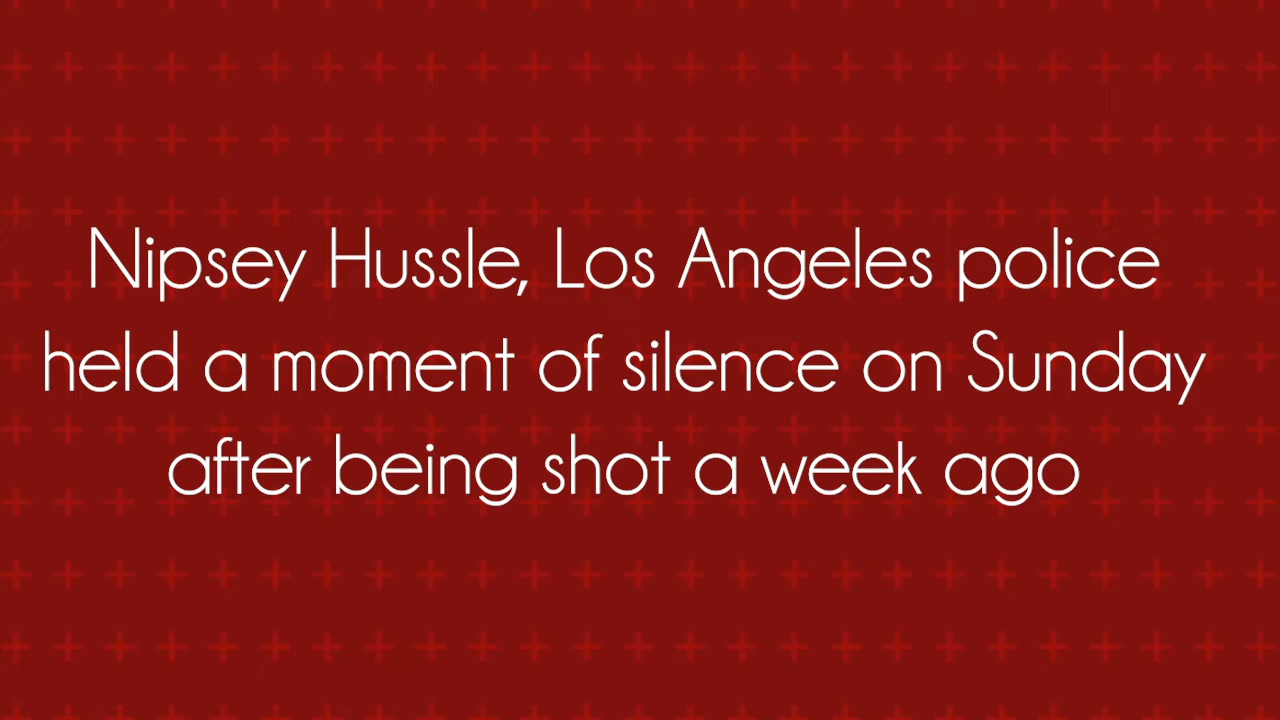 Nipsey Hussle, Los Angeles police
held a moment of silence on Sunday
after being shot a week ago